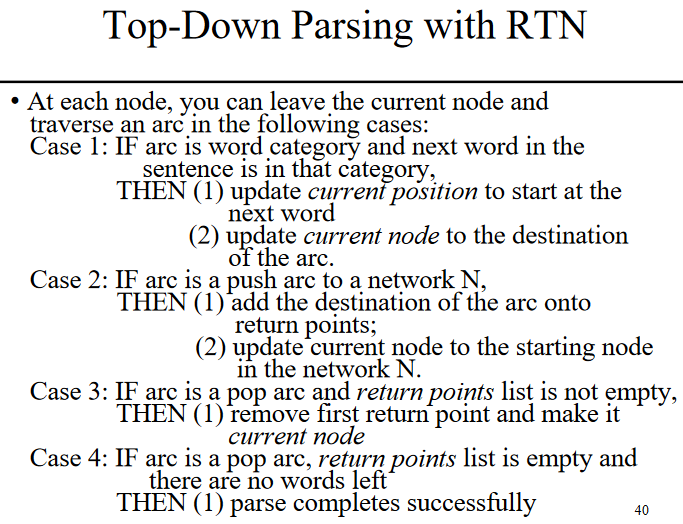 Top-Down Parsing with RTN
• At each node, you can leave the current node and
traverse an arc in the following cases:
Case 1: IF arc is word category and next word in the
sentence is in that category,
THEN (1) update current position to start at the
next word
(2) update current node to the destination
of the arc.
Case 2: IF arc is a push arc to a network N,
THEN (1) add the destination of the arc onto
return points;
(2) update current node to the starting node
in the network N.
Case 3: IF arc is a pop arc and return points list is not empty,
THEN (1) remove first return point and make it
current node
Case 4: IF arc is a pop arc, return points list is empty and
there are no words left
THEN (1) parse completes successfully
40